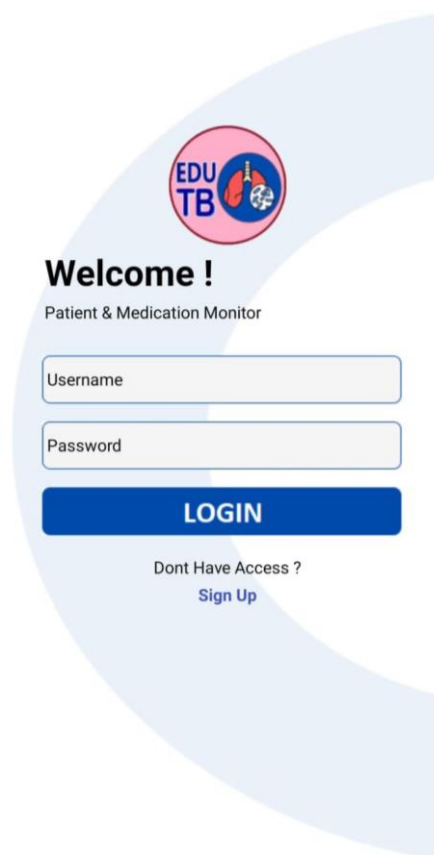 EDU
TB
Welcome !
Patient & Medication Monitor
Username
Password
LOGIN
Dont Have Access ?
Sign Up